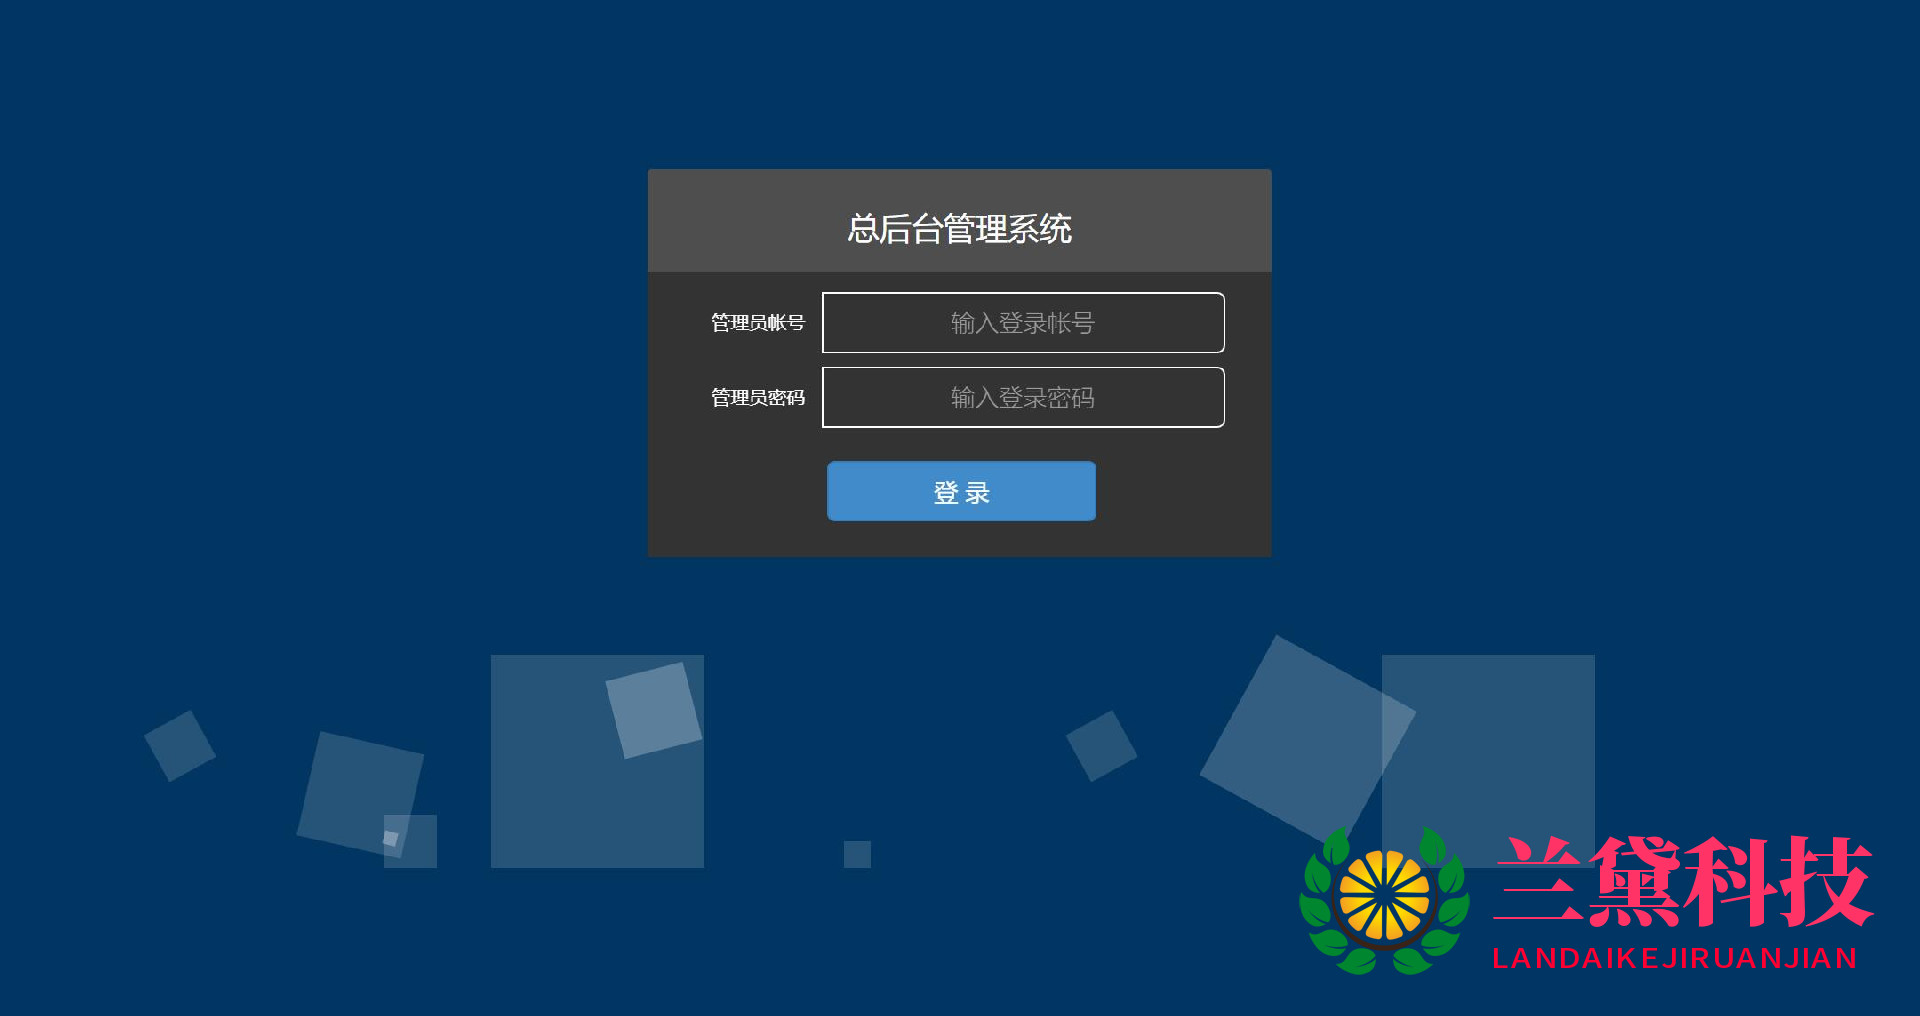 总后台管理系统
管理员帐号 输入登录帐号
管理员密码 输入登录密码
登 录
兰黛科技
LANDAIKEJIRUANJIAN